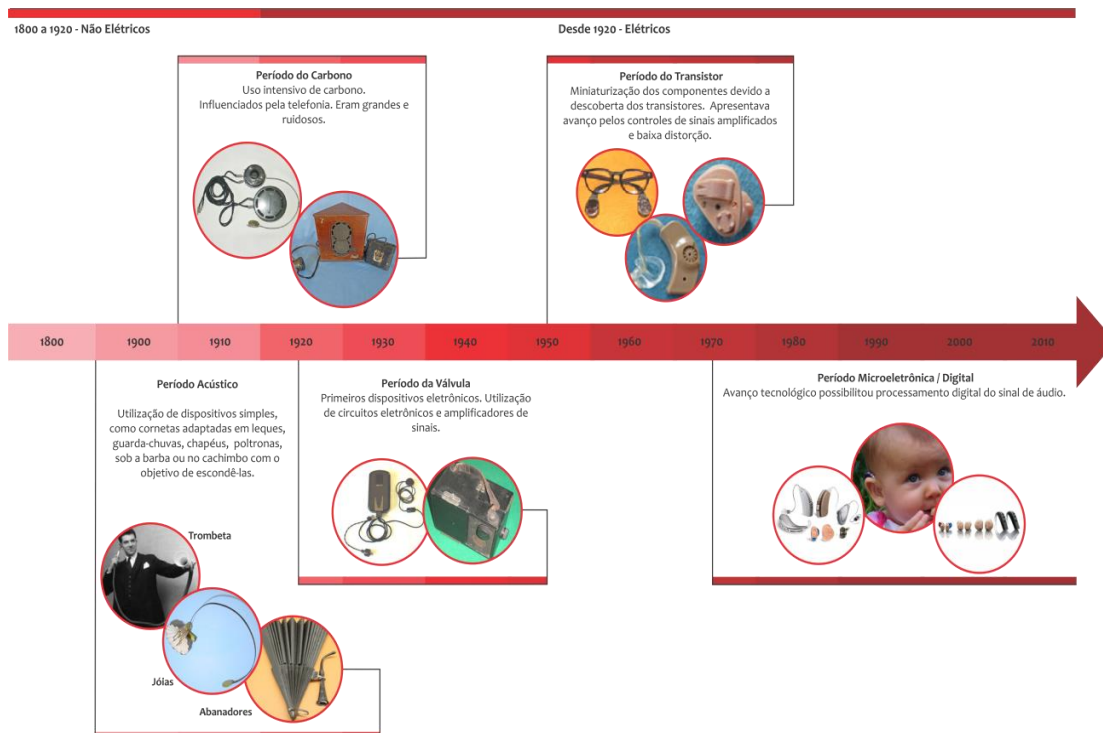 1800 a 1920 - Não Elétricos
Desde 1920 - Elétricos
Período do Carbono
Uso intensivo de carbono.
Influenciados pela telefonia. Eram grandes e
ruidosos.
Período do Transistor
Miniaturização dos componentes devido a
descoberta dos transistores. Apresentava
avanço pelos controles de sinais amplificados
e baixa distorção.
1800 1900 1910 1920 1930 1940 1950 1960 1970 1980 1990 2000 2010
Período Acústico
Utilização de dispositivos simples,
como cornetas adaptadas em leques,
guarda-chuvas, chapéus, poltronas,
sob a barba ou no cachimbo com o
objetivo de escondê-las.
Trombeta
Jóias
Abanadores
Período da Válvula
Primeiros dispositivos eletrônicos. Utilização
de circuitos eletrônicos e amplificadores de
sinais.
Período Microeletrônica / Digital
Avanço tecnológico possibilitou processamento digital do sinal de áudio.